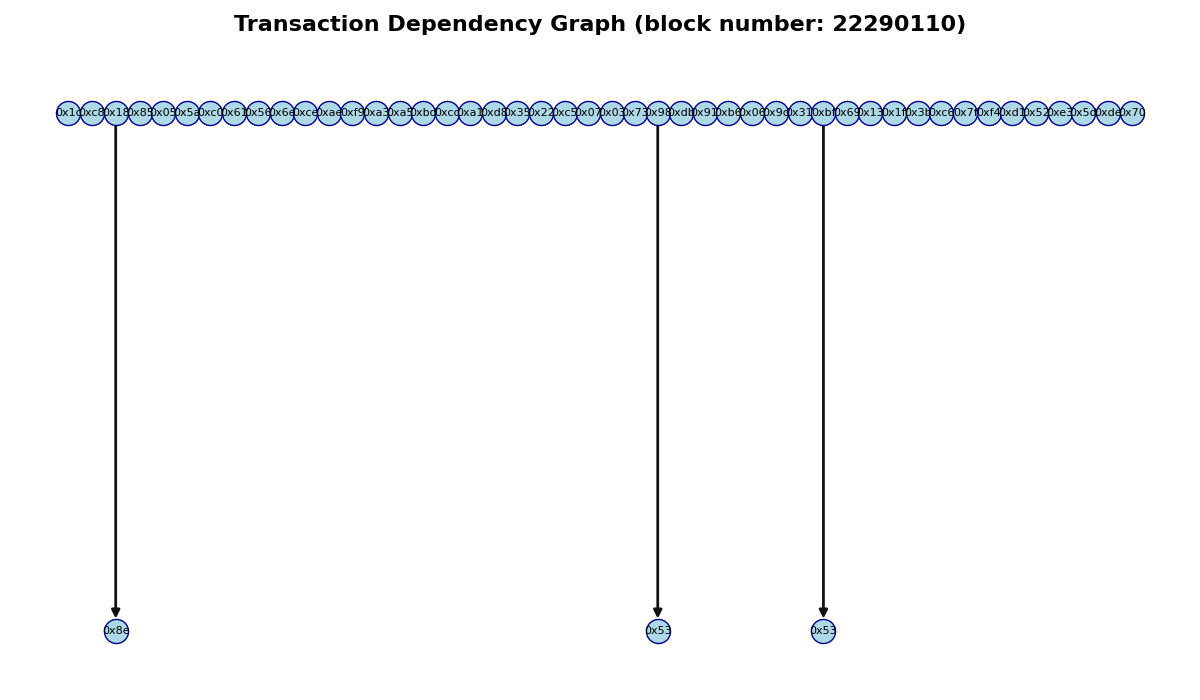 Transaction Dependency Graph (block number: 22290110)
0x1c 0xc8 0x18 0x85 0x05 0x5a 0xc0 0x61 0x56 0x6e 0xce 0xae 0xf9 0xa3 0xa5 0xbd 0xcc 0xa1 0xd8 0x35 0x22 0xc5 0x07 0x03 0x73 0x98 0xdb 0x91 0xb6 0x06 0x9d 0x31 0xbf 0x69 0x13 0x1f 0x3b 0xc6 0x7f 0xf4 0xd1 0x52 0xe3 0x5d 0xde 0x70
0x8e 0x53 0x53